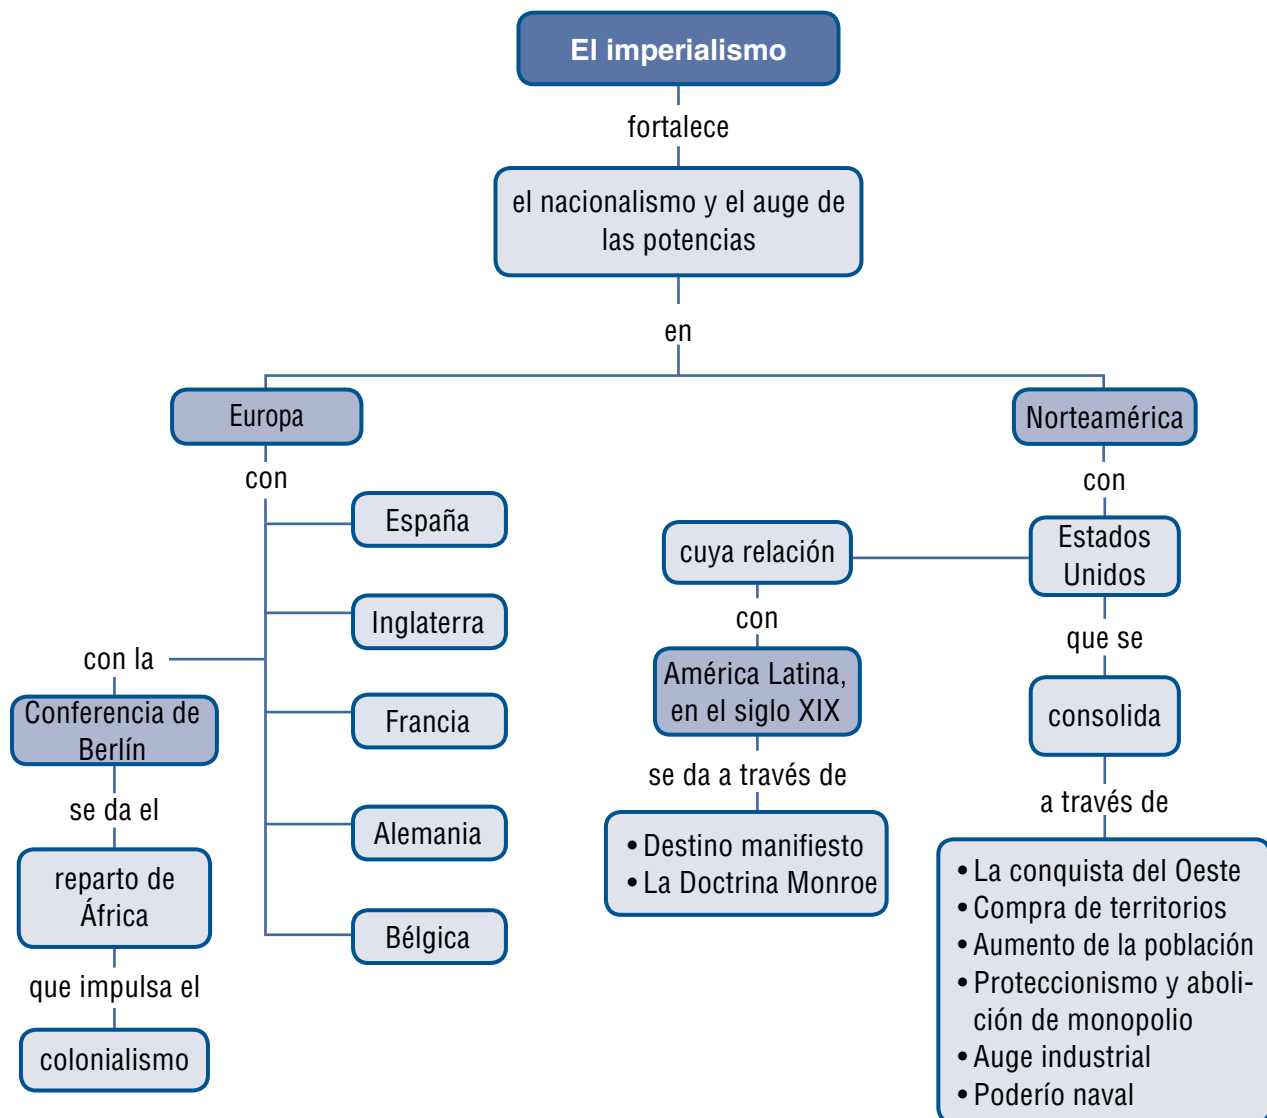 El imperialismo
fortalece
el nacionalismo y el auge de
las potencias
en
Europa
con
España
Inglaterra
Francia
Alemania
Bélgica
con la
Conferencia de
Berlín
se da el
reparto de
África
que impulsa el
colonialismo
Norteamérica
con
Estados
Unidos
cuya relación
con
América Latina,
en el siglo XIX
se da a través de
• Destino manifiesto
• La Doctrina Monroe
que se
consolida
a través de
• La conquista del Oeste
• Compra de territorios
• Aumento de la población
• Proteccionismo y aboli-
ción de monopolio
• Auge industrial
• Poderío naval